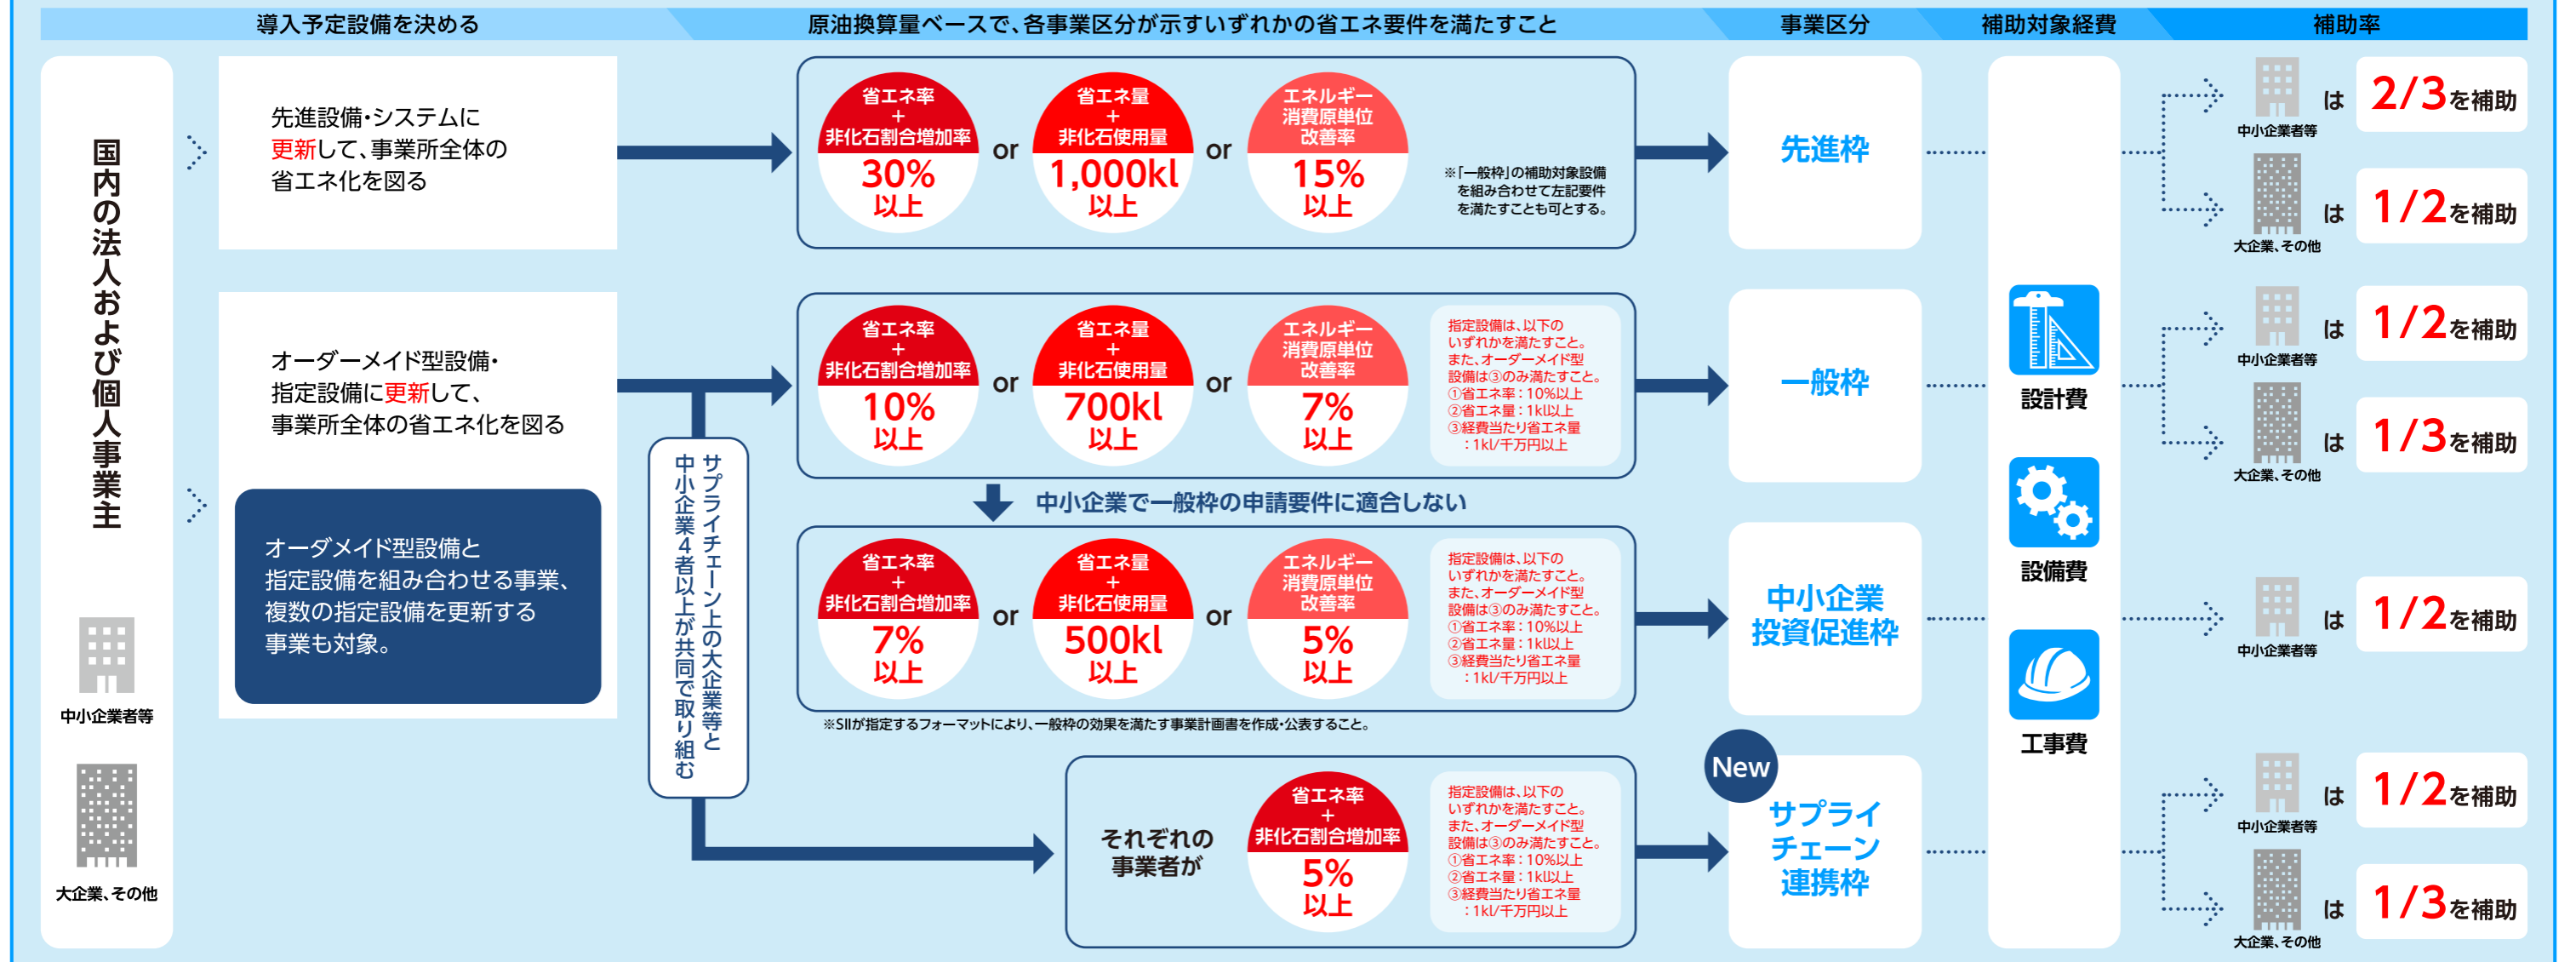 導入予定設備を決める
原油換算量ベースで、各事業区分が示すいずれかの省エネ要件を満たすこと
事業区分
補助対象経費
補助率
国内の法人および個人事業主
中小企業者等
大企業、その他
先進設備・システムに
更新して、事業所全体の
省エネ化を図る
省エネ率
+
非化石割合増加率
30%
以上
or
省エネ量
+
非化石使用量
1,000kl
以上
or
エネルギー
消費原単位
改善率
15%
以上
※「一般枠」の補助対象設備
を組み合わせて左記要件
を満たすことも可とする。
先進枠
中小企業者等
は
2/3を補助
大企業、その他
は
1/2を補助
オーダーメイド型設備・
指定設備に更新して、
事業所全体の省エネ化を図る
オーダメイド型設備と
指定設備を組み合わせる事業、
複数の指定設備を更新する
事業も対象。
サプライチェーン上の大企業等と
中小企業4者以上が共同で取り組む
省エネ率
+
非化石割合増加率
10%
以上
or
省エネ量
+
非化石使用量
700kl
以上
or
エネルギー
消費原単位
改善率
7%
以上
指定設備は、以下の
いずれかを満たすこと。
また、オーダーメイド型
設備は③のみ満たすこと。
①省エネ率：10%以上
②省エネ量：1kl以上
③経費当たり省エネ量
：1kl/千万円以上
一般枠
中小企業者等
は
1/2を補助
大企業、その他
は
1/3を補助
中小企業で一般枠の申請要件に適合しない
省エネ率
+
非化石割合増加率
7%
以上
or
省エネ量
+
非化石使用量
500kl
以上
or
エネルギー
消費原単位
改善率
5%
以上
指定設備は、以下の
いずれかを満たすこと。
また、オーダーメイド型
設備は③のみ満たすこと。
①省エネ率：10%以上
②省エネ量：1kl以上
③経費当たり省エネ量
：1kl/千万円以上
※SIIが指定するフォーマットにより、一般枠の効果を満たす事業計画書を作成・公表すること。
中小企業
投資促進枠
中小企業者等
は
1/2を補助
それぞれの
事業者が
省エネ率
+
非化石割合増加率
5%
以上
指定設備は、以下の
いずれかを満たすこと。
また、オーダーメイド型
設備は③のみ満たすこと。
①省エネ率：10%以上
②省エネ量：1kl以上
③経費当たり省エネ量
：1kl/千万円以上
New
サプライ
チェーン
連携枠
設計費
設備費
工事費
中小企業者等
は
1/2を補助
大企業、その他
は
1/3を補助